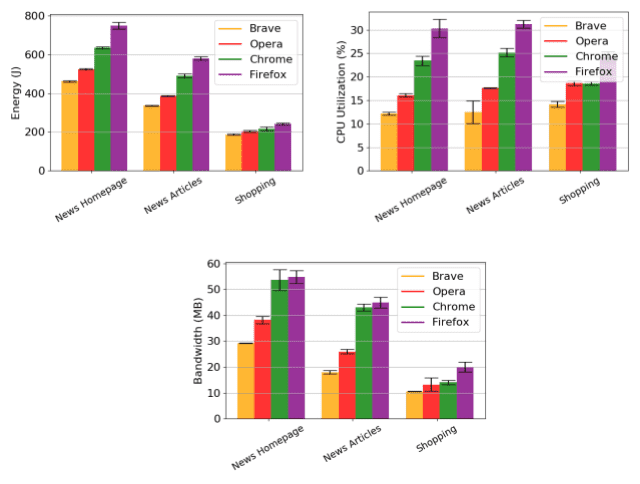 Energy (J)
800
600
400
200
0
Brave
Opera
Chrome
Firefox
News Homepage
News Articles
Shopping
CPU Utilization (%)
30
25
20
15
10
5
0
Brave
Opera
Chrome
Firefox
News Homepage
News Articles
Shopping
Bandwidth (MB)
60
50
40
30
20
10
0
Brave
Opera
Chrome
Firefox
News Homepage
News Articles
Shopping